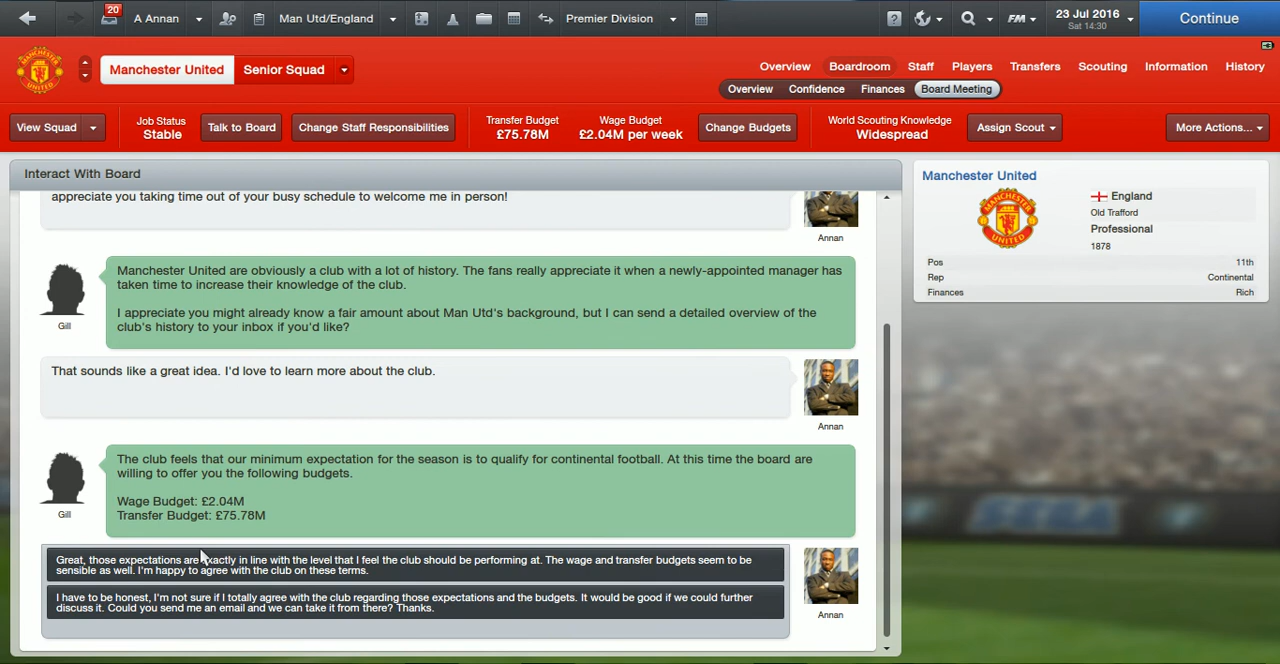 20
A Annan
Man Utd/England
Premier Division
?
FM
23 Jul 2016
Sat 14:30
Continue
Manchester United
Senior Squad
Overview
Boardroom
Staff
Players
Transfers
Scouting
Information
History
Overview
Confidence
Finances
Board Meeting
View Squad
Job Status
Stable
Talk to Board
Change Staff Responsibilities
Transfer Budget
£75.78M
Wage Budget
£2.04M per week
Change Budgets
World Scouting Knowledge
Widespread
Assign Scout
More Actions...
Interact With Board
appreciate you taking time out of your busy schedule to welcome me in person!
Annan
Manchester United are obviously a club with a lot of history. The fans really appreciate it when a newly-appointed manager has
taken time to increase their knowledge of the club.
I appreciate you might already know a fair amount about Man Utd's background, but I can send a detailed overview of the
club's history to your inbox if you'd like?
Gill
That sounds like a great idea. I'd love to learn more about the club.
Annan
The club feels that our minimum expectation for the season is to qualify for continental football. At this time the board are
willing to offer you the following budgets.
Wage Budget: £2.04M
Transfer Budget: £75.78M
Gill
Great, those expectations are exactly in line with the level that I feel the club should be performing at. The wage and transfer budgets seem to be
sensible as well. I'm happy to agree with the club on these terms.
I have to be honest, I'm not sure if I totally agree with the club regarding those expectations and the budgets. It would be good if we could further
discuss it. Could you send me an email and we can take it from there? Thanks.
Annan
Manchester United
MANCHESTER
UNITED
England
Old Trafford
Professional
1878
Pos
11th
Rep
Continental
Finances
Rich
SEGA